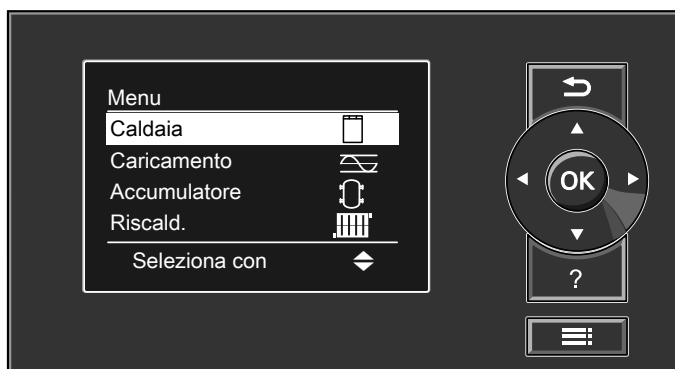 Menu
Caldaia
Caricamento
Accumulatore
Riscald.
Seleziona con
OK
?